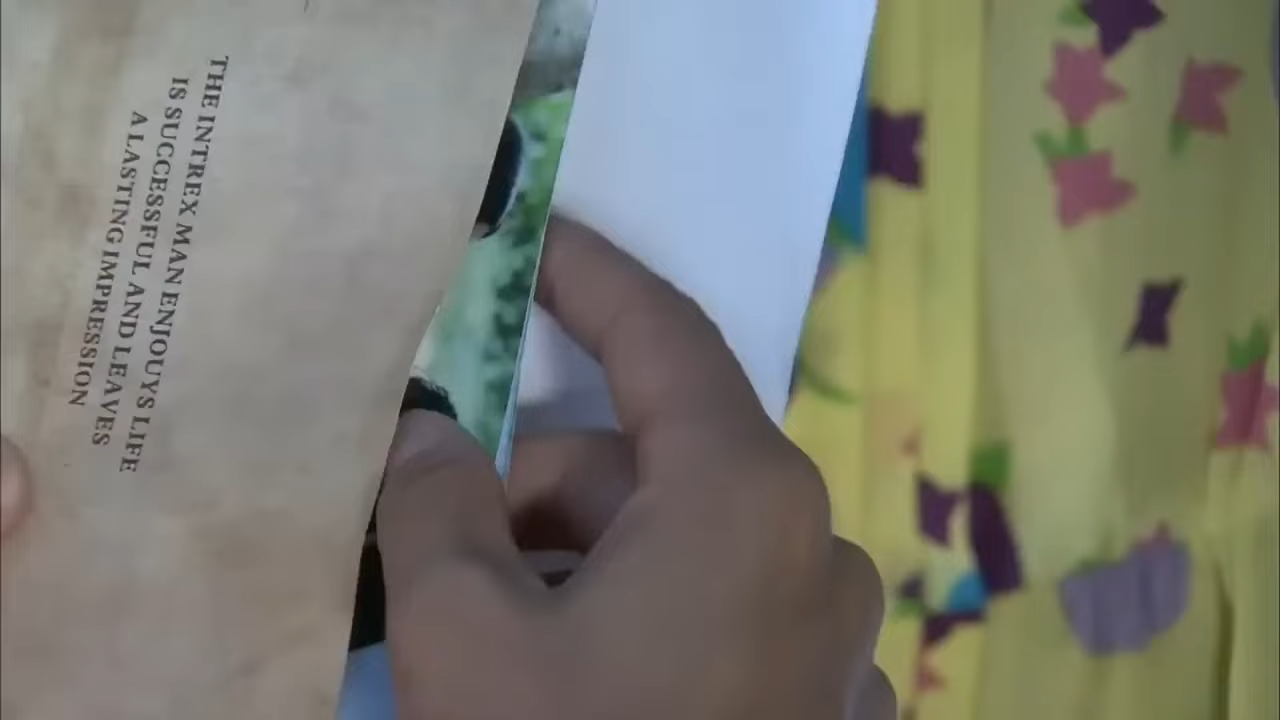 THE INTREX MAN ENJOUYS LIFE
IS SUCCESSFUL AND LEAVES
A LASTING IMPRESSION